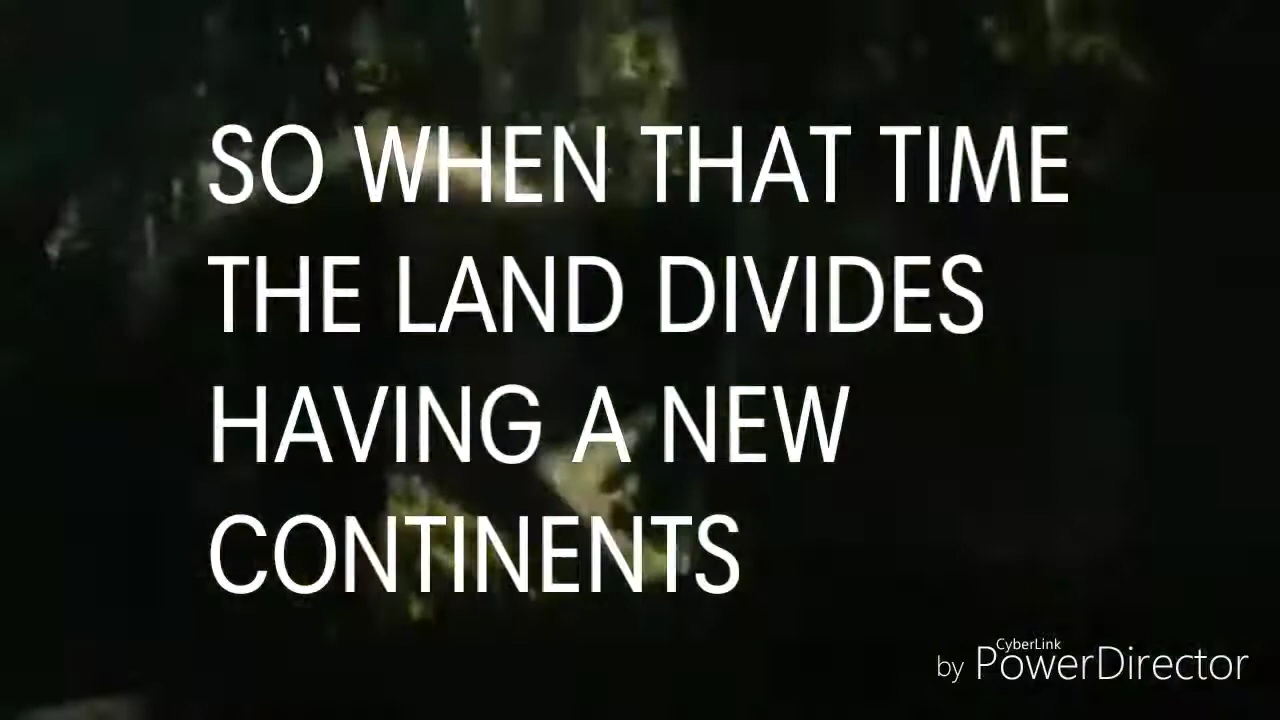 SO WHEN THAT TIME
THE LAND DIVIDES
HAVING A NEW
CONTINENTS
CyberLink
by PowerDirector